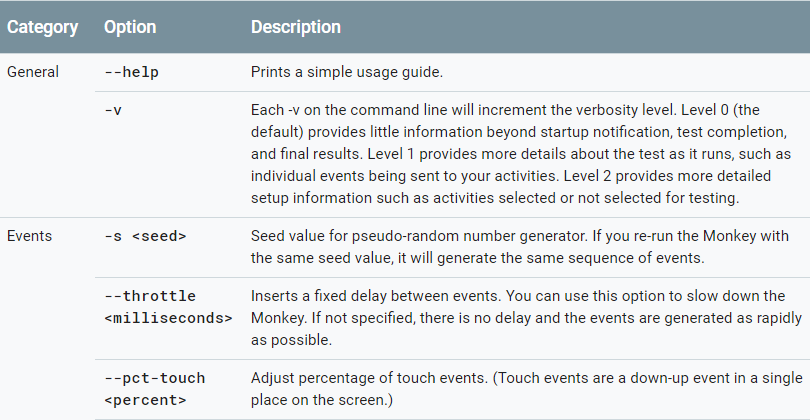 Category Option Description
General --help Prints a simple usage guide.
-v Each -v on the command line will increment the verbosity level. Level 0 (the
default) provides little information beyond startup notification, test completion,
and final results. Level 1 provides more details about the test as it runs, such as
individual events being sent to your activities. Level 2 provides more detailed
setup information such as activities selected or not selected for testing.
Events -s <seed> Seed value for pseudo-random number generator. If you re-run the Monkey with
the same seed value, it will generate the same sequence of events.
--throttle Inserts a fixed delay between events. You can use this option to slow down the
<milliseconds> Monkey. If not specified, there is no delay and the events are generated as rapidly
as possible.
--pct-touch Adjust percentage of touch events. (Touch events are a down-up event in a single
<percent> place on the screen.)